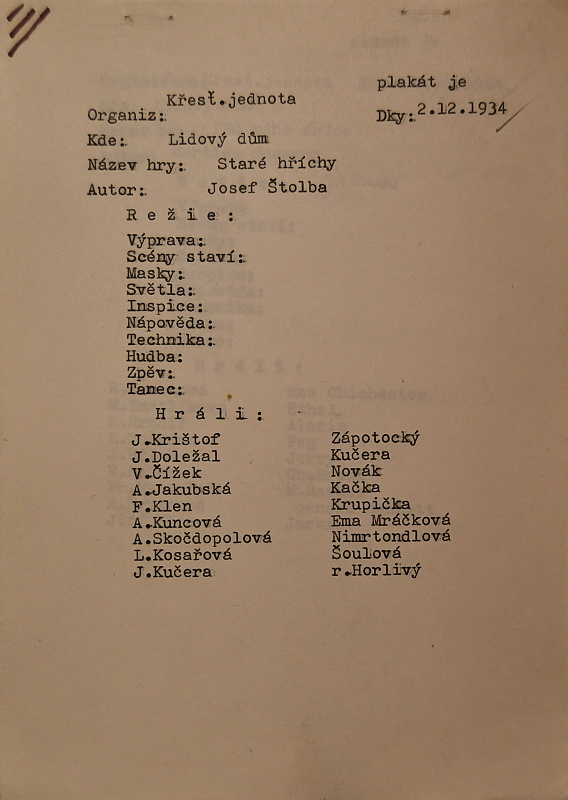 plakát je
Organiz: Křesť.jednota Dky: 2.12.1934
Kde: Lidový dům
Název hry: Staré hříchy
Autor: Josef Štolba
R e ž i e :
Výprava:
Scény staví:
Masky:
Světla:
Inspice:
Nápověda:
Technika:
Hudba:
Zpěv:
Tanec:
H r á l i :
J.Krištof Zápotocký
J.Doležal Kučera
V.Čížek Novák
A.Jakubská Kačka
F.Klen Krupička
A.Kuncová Ema Mráčková
A.Skočdopolová Nimrtondlová
L.Kosařová Šoulová
J.Kučera r.Horlivý